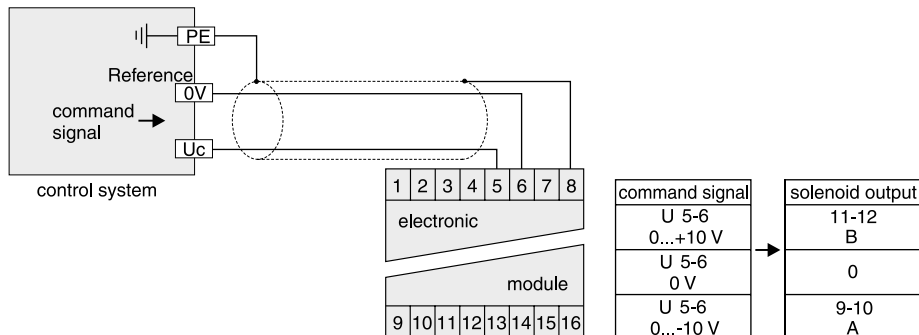 PE
Reference
0V
command
signal
Uc
control system
1 2 3 4 5 6 7 8
electronic
module
9 10 11 12 13 14 15 16
command signal
U 5-6
0...+10 V
U 5-6
0 V
U 5-6
0...-10 V
solenoid output
11-12
B
0
9-10
A